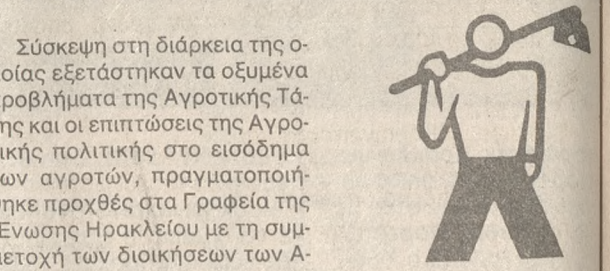 Σύσκεψη στη διάρκεια της ο-
οίας εξετάστηκαν τα οξυμένα
ροβλήματα της Αγροτικής Τά-
ης και οι επιπτώσεις της Αγρο-
ικής πολιτικής στο εισόδημα
ων αγροτών, πραγματοποιή-
ηκε προχθές στα Γραφεία της
Ένωσης Ηρακλείου με τη συμ-
ετοχή των διοικήσεων των Α-